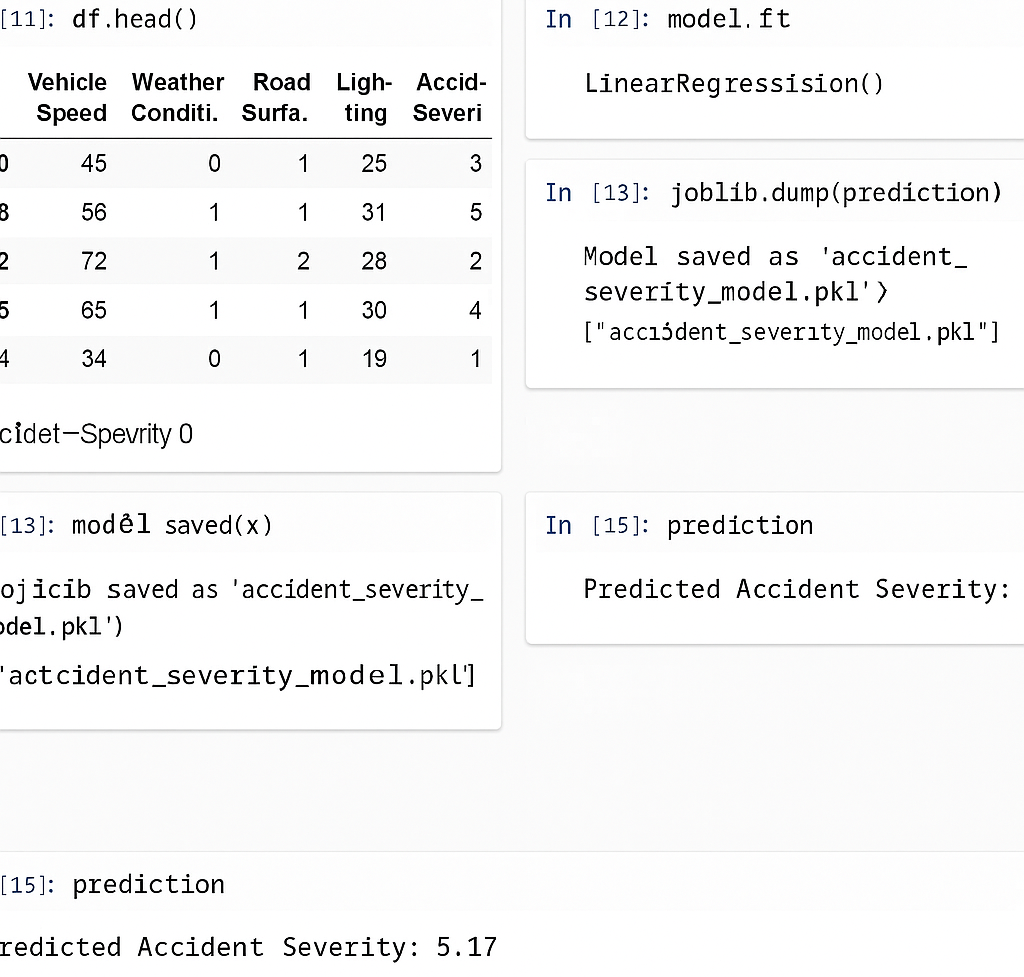 [11]: df.head()
Vehicle Weather Road Ligh- Accid-
Speed Conditi. Surfa. ting Severi
0 45 0 1 25 3
8 56 1 1 31 5
2 72 1 2 28 2
5 65 1 1 30 4
4 34 0 1 19 1
cidet—Spevrity 0
In [12]: model.ft
LinearRegressision()
In [13]: joblib.dump(prediction)
Model saved as 'accident_
severity_model.pkl')
["acciódent_severity_model.pkl"]
[13]: modẻl saved(x)
ojicib saved as 'accident_severity_
odel.pkl')
'actcident_severity_model.pkl']
In [15]: prediction
Predicted Accident Severity:
[15]: prediction
redicted Accident Severity: 5.17